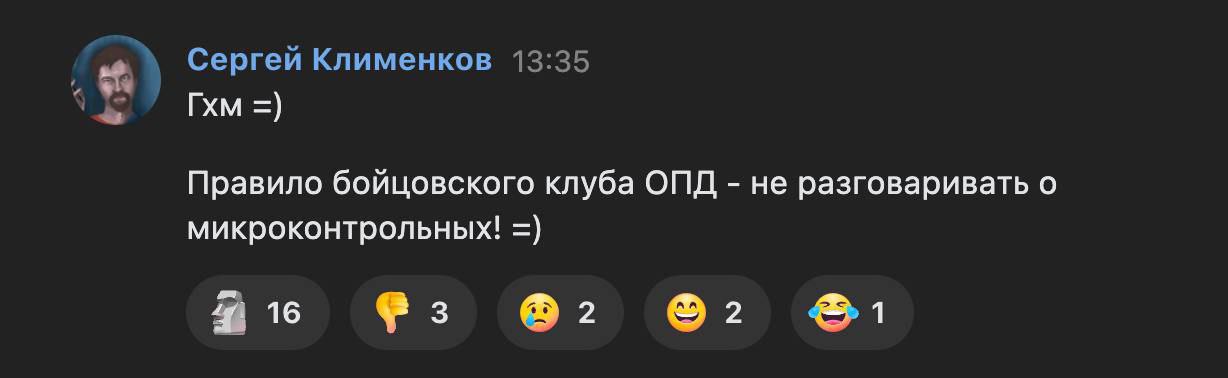 Сергей Клименков 13:35
Гхм =)
Правило бойцовского клуба ОПД - не разговаривать о
микроконтрольных! =)
16 3 2 2 1